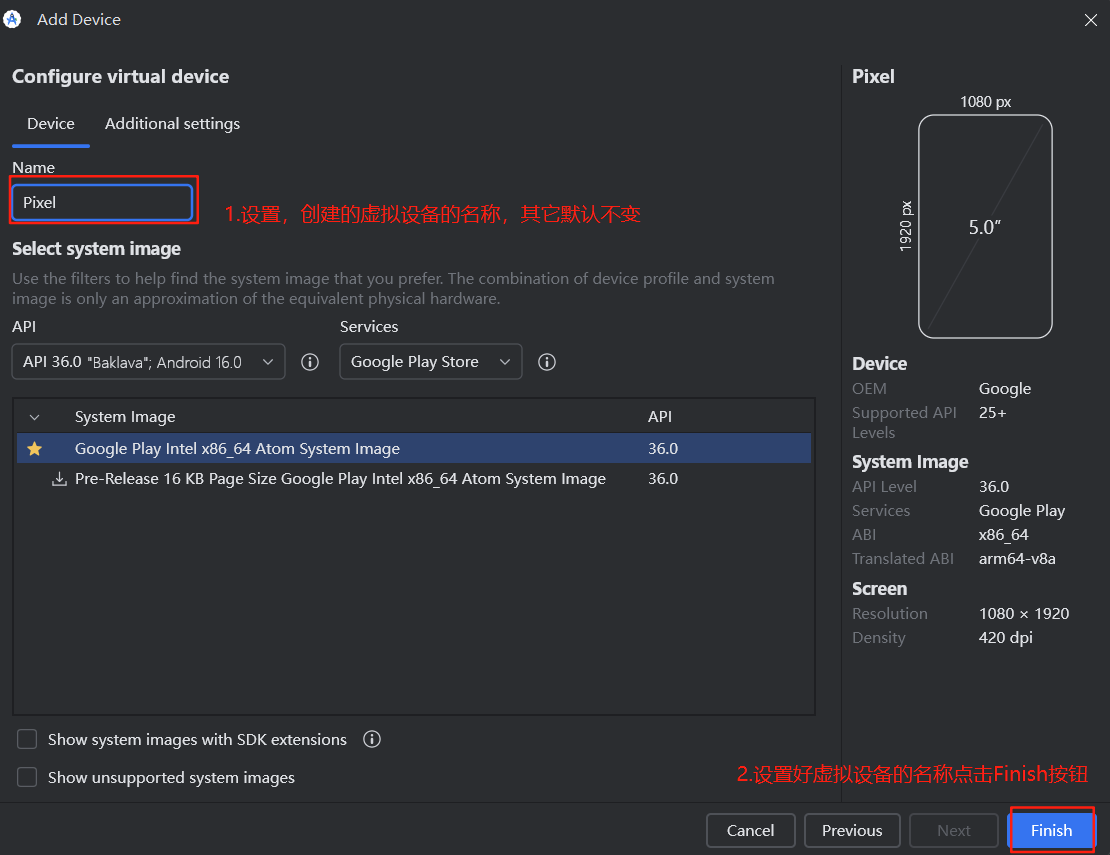 Add Device
Configure virtual device
Device Additional settings
Name
Pixel
1.设置，创建的虚拟设备的名称，其它默认不变
Select system image
Use the filters to help find the system image that you prefer. The combination of device profile and system
image is only an approximation of the equivalent physical hardware.
API Services
API 36.0 "Baklava"; Android 16.0 Google Play Store
System Image API
Google Play Intel x86_64 Atom System Image 36.0
Pre-Release 16 KB Page Size Google Play Intel x86_64 Atom System Image 36.0
Show system images with SDK extensions
Show unsupported system images
Pixel
1080 px
1920 px
5.0″
Device
OEM Google
Supported API 25+
Levels
System Image
API Level 36.0
Services Google Play
ABI x86_64
Translated ABI arm64-v8a
Screen
Resolution 1080 × 1920
Density 420 dpi
2.设置好虚拟设备的名称点击Finish按钮
Cancel Previous Next Finish